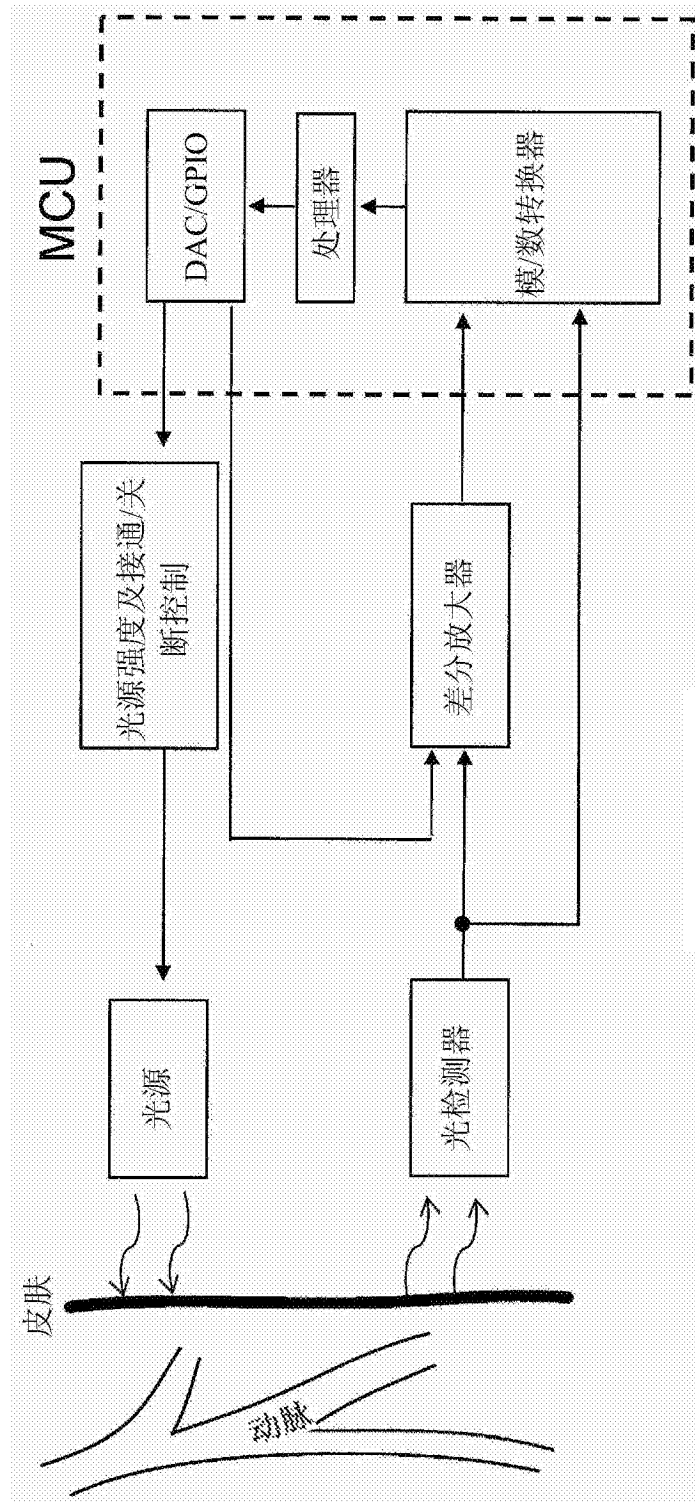 MCU
DAC/GPIO
处理器
模/数转换器
光源强度及接通/关
断控制
差分放大器
光源
光检测器
皮肤
动脉